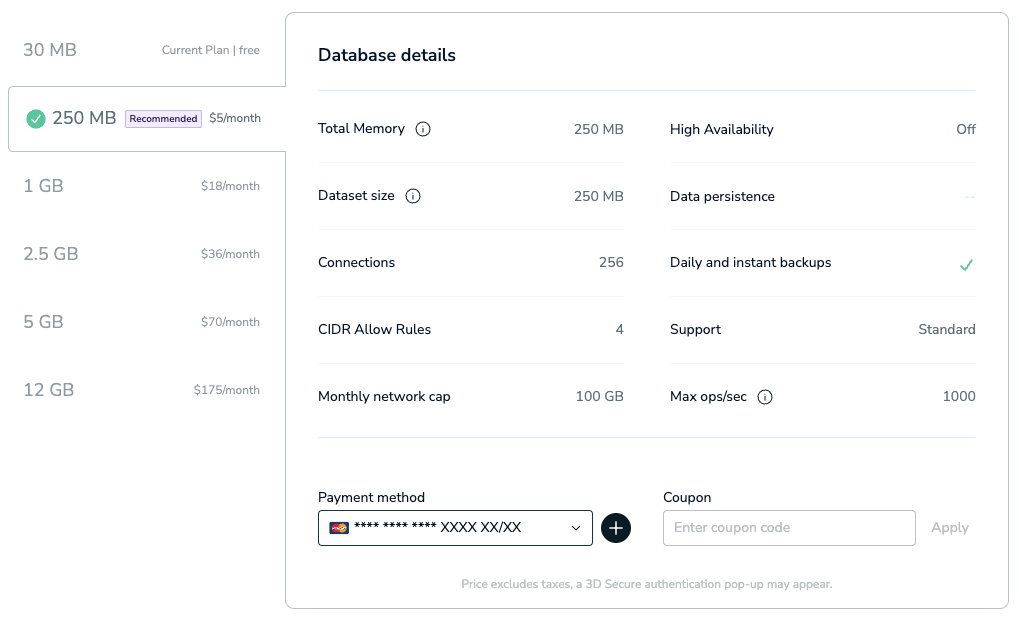 30 MB Current Plan | free
250 MB Recommended $5/month
1 GB $18/month
2.5 GB $36/month
5 GB $70/month
12 GB $175/month
Database details
Total Memory 250 MB
Dataset size 250 MB
Connections 256
CIDR Allow Rules 4
Monthly network cap 100 GB
High Availability Off
Data persistence --
Daily and instant backups
Support Standard
Max ops/sec 1000
Payment method
**** **** **** XXXX XX/XX
Coupon
Enter coupon code Apply
Price excludes taxes, a 3D Secure authentication pop-up may appear.